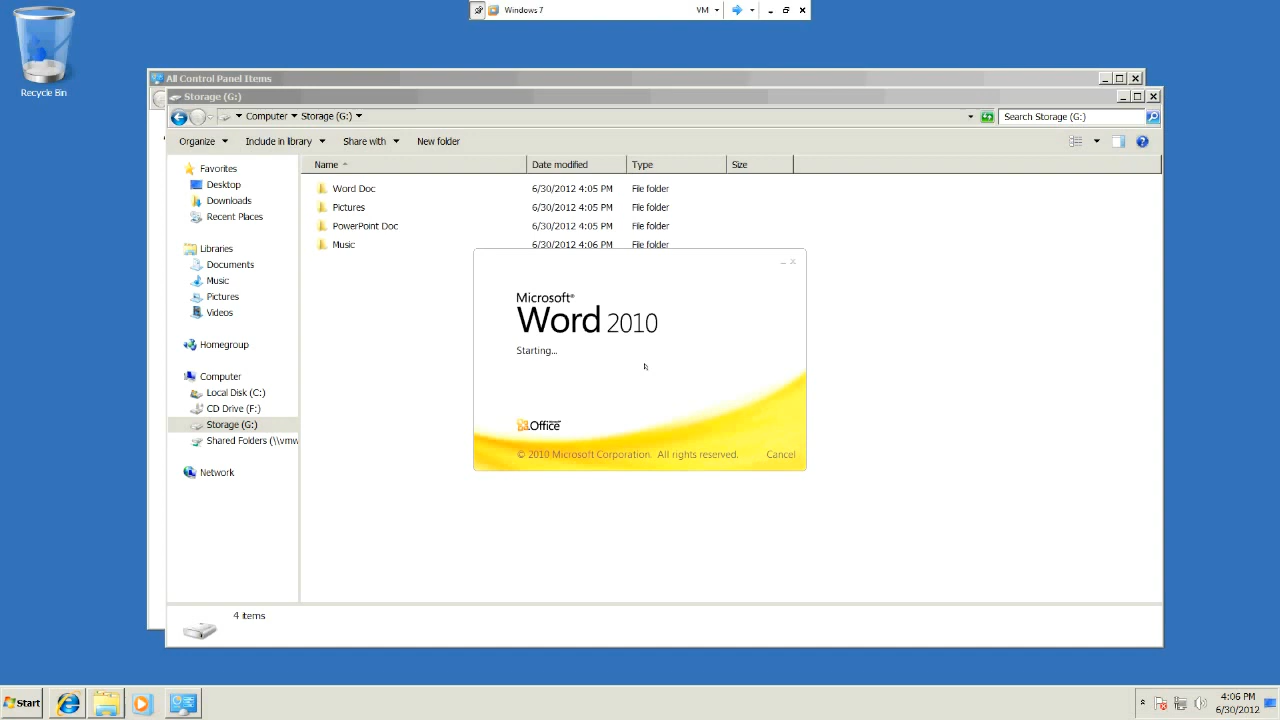 Windows 7
VM
Recycle Bin
All Control Panel Items
Storage (G:)
Computer Storage (G:)
Search Storage (G:)
Organize Include in library Share with New folder
Name Date modified Type Size
Favorites
Desktop
Downloads
Recent Places
Libraries
Documents
Music
Pictures
Videos
Homegroup
Computer
Local Disk (C:)
CD Drive (F:)
Storage (G:)
Shared Folders (\\vmw
Network
Word Doc 6/30/2012 4:05 PM File folder
Pictures 6/30/2012 4:05 PM File folder
PowerPoint Doc 6/30/2012 4:05 PM File folder
Music 6/30/2012 4:06 PM File folder
Microsoft®
Word 2010
Starting...
Office
© 2010 Microsoft Corporation. All rights reserved. Cancel
4 items
Start
4:06 PM
6/30/2012